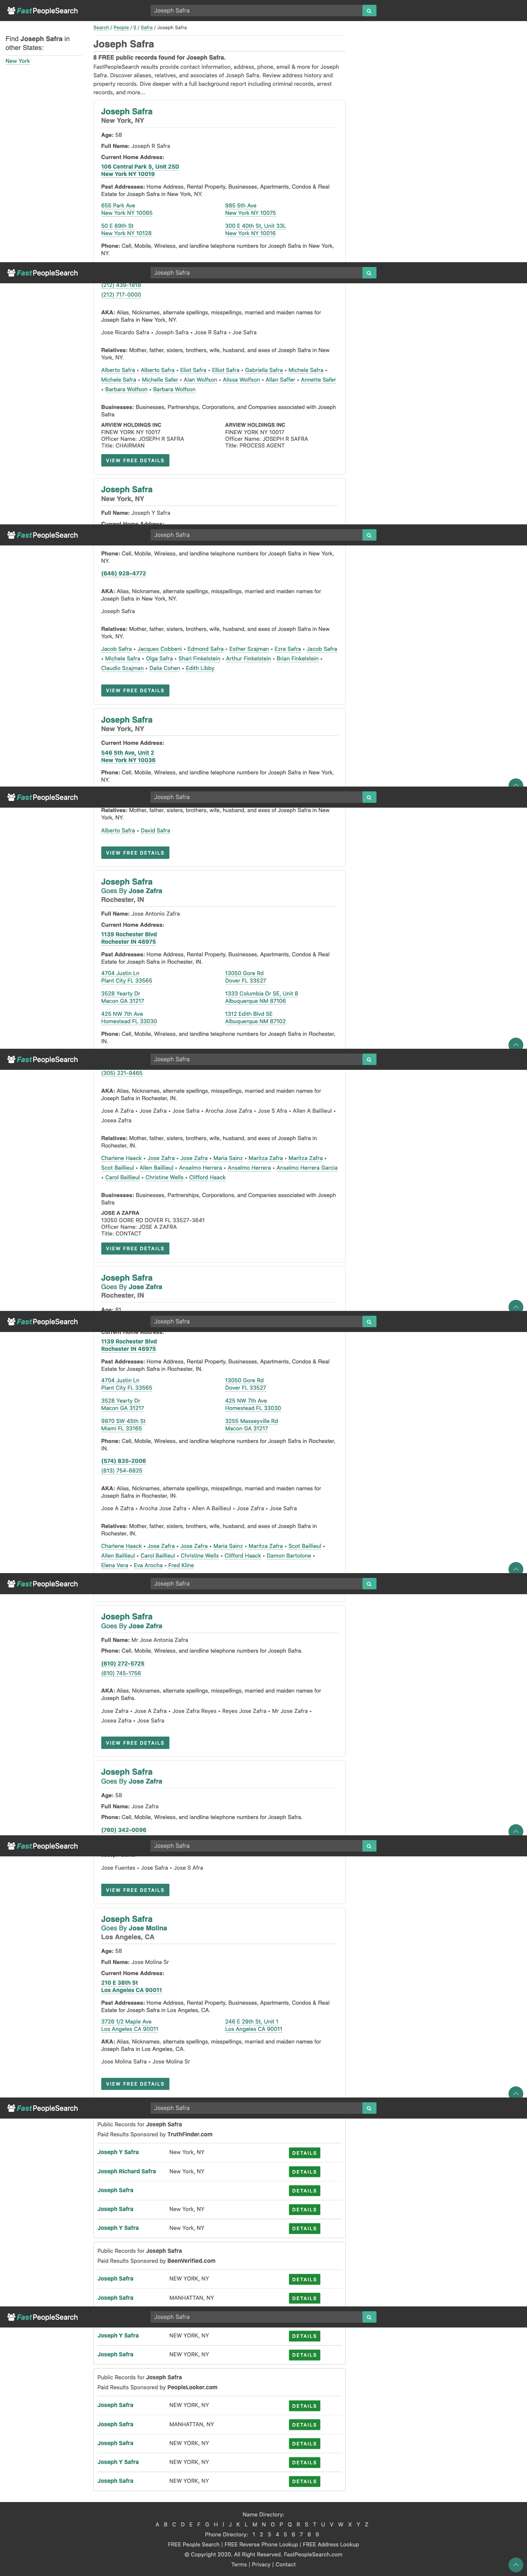 FastPeopleSearch
Joseph Safra
Search / People / S / Safra / Joseph Safra
Find Joseph Safra in
other States:
New York
Joseph Safra
8 FREE public records found for Joseph Safra.
FastPeopleSearch results provide contact information, address, phone, email & more for Joseph
Safra. Discover aliases, relatives, and associates of Joseph Safra. Review address history and
property records. Dive deeper with a full background report including criminal records, arrest
records, and more...
Joseph Safra
New York, NY
Age: 58
Full Name: Joseph R Safra
Current Home Address:
106 Central Park S, Unit 25D
New York NY 10019
Past Addresses: Home Address, Rental Property, Businesses, Apartments, Condos & Real
Estate for Joseph Safra in New York, NY.
655 Park Ave
New York NY 10065
995 5th Ave
New York NY 10075
50 E 89th St
New York NY 10128
300 E 40th St, Unit 33L
New York NY 10016
Phone: Cell, Mobile, Wireless, and landline telephone numbers for Joseph Safra in New York,
NY.
FastPeopleSearch
Joseph Safra
(212) 439-1818
(212) 717-0000
AKA: Alias, Nicknames, alternate spellings, misspellings, married and maiden names for
Joseph Safra in New York, NY.
Jose Ricardo Safra • Joseph Safra • Jose R Safra • Joe Safra
Relatives: Mother, father, sisters, brothers, wife, husband, and exes of Joseph Safra in New
York, NY.
Alberto Safra • Alberto Safra • Eliot Safra • Elliot Safra • Gabriella Safra • Michele Safra •
Michele Safra • Michelle Safer • Alan Wolfson • Alissa Wolfson • Allan Saffer • Annette Safer
• Barbara Wolfson • Barbara Wolfson
Businesses: Businesses, Partnerships, Corporations, and Companies associated with Joseph
Safra
ARVIEW HOLDINGS INC
FINEW YORK NY 10017
Officer Name: JOSEPH R SAFRA
Title: CHAIRMAN
ARVIEW HOLDINGS INC
FINEW YORK NY 10017
Officer Name: JOSEPH R SAFRA
Title: PROCESS AGENT
VIEW FREE DETAILS
Joseph Safra
New York, NY
Full Name: Joseph Y Safra
Current Home Address:
FastPeopleSearch
Joseph Safra
Phone: Cell, Mobile, Wireless, and landline telephone numbers for Joseph Safra in New York,
NY.
(646) 928-4772
AKA: Alias, Nicknames, alternate spellings, misspellings, married and maiden names for
Joseph Safra in New York, NY.
Joseph Safra
Relatives: Mother, father, sisters, brothers, wife, husband, and exes of Joseph Safra in New
York, NY.
Jacob Safra • Jacques Cobbeni • Edmond Safra • Esther Szajman • Ezra Safra • Jacob Safra
• Michele Safra • Olga Safra • Shari Finkelstein • Arthur Finkelstein • Brian Finkelstein •
Claudio Szajman • Dalia Cohen • Edith Libby
VIEW FREE DETAILS
Joseph Safra
New York, NY
Current Home Address:
546 5th Ave, Unit 2
New York NY 10036
Phone: Cell, Mobile, Wireless, and landline telephone numbers for Joseph Safra in New York,
NY.
FastPeopleSearch
Joseph Safra
Relatives: Mother, father, sisters, brothers, wife, husband, and exes of Joseph Safra in New
York, NY.
Alberto Safra • David Safra
VIEW FREE DETAILS
Joseph Safra
Goes By Jose Zafra
Rochester, IN
Full Name: Jose Antonio Zafra
Current Home Address:
1139 Rochester Blvd
Rochester IN 46975
Past Addresses: Home Address, Rental Property, Businesses, Apartments, Condos & Real
Estate for Joseph Safra in Rochester, IN.
4704 Justin Ln
Plant City FL 33565
13050 Gore Rd
Dover FL 33527
3528 Yearty Dr
Macon GA 31217
1333 Columbia Dr SE, Unit B
Albuquerque NM 87106
425 NW 7th Ave
Homestead FL 33030
1312 Edith Blvd SE
Albuquerque NM 87102
Phone: Cell, Mobile, Wireless, and landline telephone numbers for Joseph Safra in Rochester,
IN.
FastPeopleSearch
Joseph Safra
(305) 221-9465
AKA: Alias, Nicknames, alternate spellings, misspellings, married and maiden names for
Joseph Safra in Rochester, IN.
Jose A Zafra • Jose Zafra • Jose Safra • Arocha Jose Zafra • Jose S Afra • Allen A Baillieul •
Josea Zafra
Relatives: Mother, father, sisters, brothers, wife, husband, and exes of Joseph Safra in
Rochester, IN.
Charlene Haack • Jose Zafra • Jose Zafra • Maria Sainz • Maritza Zafra • Maritza Zafra •
Scot Baillieul • Allen Baillieul • Anselmo Herrera • Anselmo Herrera • Anselmo Herrera Garcia
• Carol Baillieul • Christine Wells • Clifford Haack
Businesses: Businesses, Partnerships, Corporations, and Companies associated with Joseph
Safra
JOSE A ZAFRA
13050 GORE RD DOVER FL 33527-3641
Officer Name: JOSE A ZAFRA
Title: CONTACT
VIEW FREE DETAILS
Joseph Safra
Goes By Jose Zafra
Rochester, IN
Age: 81
FastPeopleSearch
Joseph Safra
Current Home Address:
1139 Rochester Blvd
Rochester IN 46975
Past Addresses: Home Address, Rental Property, Businesses, Apartments, Condos & Real
Estate for Joseph Safra in Rochester, IN.
4704 Justin Ln
Plant City FL 33565
13050 Gore Rd
Dover FL 33527
3528 Yearty Dr
Macon GA 31217
425 NW 7th Ave
Homestead FL 33030
9870 SW 45th St
Miami FL 33165
3255 Masseyville Rd
Macon GA 31217
Phone: Cell, Mobile, Wireless, and landline telephone numbers for Joseph Safra in Rochester,
IN.
(574) 835-2006
(813) 754-6825
AKA: Alias, Nicknames, alternate spellings, misspellings, married and maiden names for
Joseph Safra in Rochester, IN.
Jose A Zafra • Arocha Jose Zafra • Allen A Baillieul • Jose Zafra • Jose Safra
Relatives: Mother, father, sisters, brothers, wife, husband, and exes of Joseph Safra in
Rochester, IN.
Charlene Haack • Jose Zafra • Jose Zafra • Maria Sainz • Maritza Zafra • Scot Baillieul •
Allen Baillieul • Carol Baillieul • Christine Wells • Clifford Haack • Damon Bartolone •
Elena Vera • Eva Arocha • Fred Kline
FastPeopleSearch
Joseph Safra
Joseph Safra
Goes By Jose Zafra
Full Name: Mr Jose Antonia Zafra
Phone: Cell, Mobile, Wireless, and landline telephone numbers for Joseph Safra.
(610) 272-5725
(610) 745-1756
AKA: Alias, Nicknames, alternate spellings, misspellings, married and maiden names for
Joseph Safra.
Jose Zafra • Jose A Zafra • Jose Zafra Reyes • Reyes Jose Zafra • Mr Jose Zafra •
Josea Zafra • Jose Safra
VIEW FREE DETAILS
Joseph Safra
Goes By Jose Zafra
Age: 58
Full Name: Jose Zafra
Phone: Cell, Mobile, Wireless, and landline telephone numbers for Joseph Safra.
(760) 342-0096
FastPeopleSearch
Joseph Safra
Jose Fuentes • Jose Safra • Jose S Afra
VIEW FREE DETAILS
Joseph Safra
Goes By Jose Molina
Los Angeles, CA
Age: 58
Full Name: Jose Molina Sr
Current Home Address:
210 E 38th St
Los Angeles CA 90011
Past Addresses: Home Address, Rental Property, Businesses, Apartments, Condos & Real
Estate for Joseph Safra in Los Angeles, CA.
3726 1/2 Maple Ave
Los Angeles CA 90011
246 E 29th St, Unit 1
Los Angeles CA 90011
AKA: Alias, Nicknames, alternate spellings, misspellings, married and maiden names for
Joseph Safra in Los Angeles, CA.
Jose Molina Safra • Jose Molina Sr
VIEW FREE DETAILS
FastPeopleSearch
Joseph Safra
Public Records for Joseph Safra
Paid Results Sponsored by TruthFinder.com
Joseph Y Safra New York, NY DETAILS
Joseph Richard Safra New York, NY DETAILS
Joseph Safra DETAILS
Joseph Safra New York, NY DETAILS
Joseph Y Safra New York, NY DETAILS
Public Records for Joseph Safra
Paid Results Sponsored by BeenVerified.com
Joseph Safra NEW YORK, NY DETAILS
Joseph Safra MANHATTAN, NY DETAILS
FastPeopleSearch
Joseph Safra
Joseph Y Safra NEW YORK, NY DETAILS
Joseph Safra NEW YORK, NY DETAILS
Public Records for Joseph Safra
Paid Results Sponsored by PeopleLooker.com
Joseph Safra NEW YORK, NY DETAILS
Joseph Safra MANHATTAN, NY DETAILS
Joseph Safra NEW YORK, NY DETAILS
Joseph Y Safra NEW YORK, NY DETAILS
Joseph Safra NEW YORK, NY DETAILS
Name Directory:
A B C D E F G H I J K L M N O P Q R S T U V W X Y Z
Phone Directory: 1 2 3 4 5 6 7 8 9
FREE People Search | FREE Reverse Phone Lookup | FREE Address Lookup
© Copyright 2020. All Right Reserved. FastPeopleSearch.com
Terms | Privacy | Contact